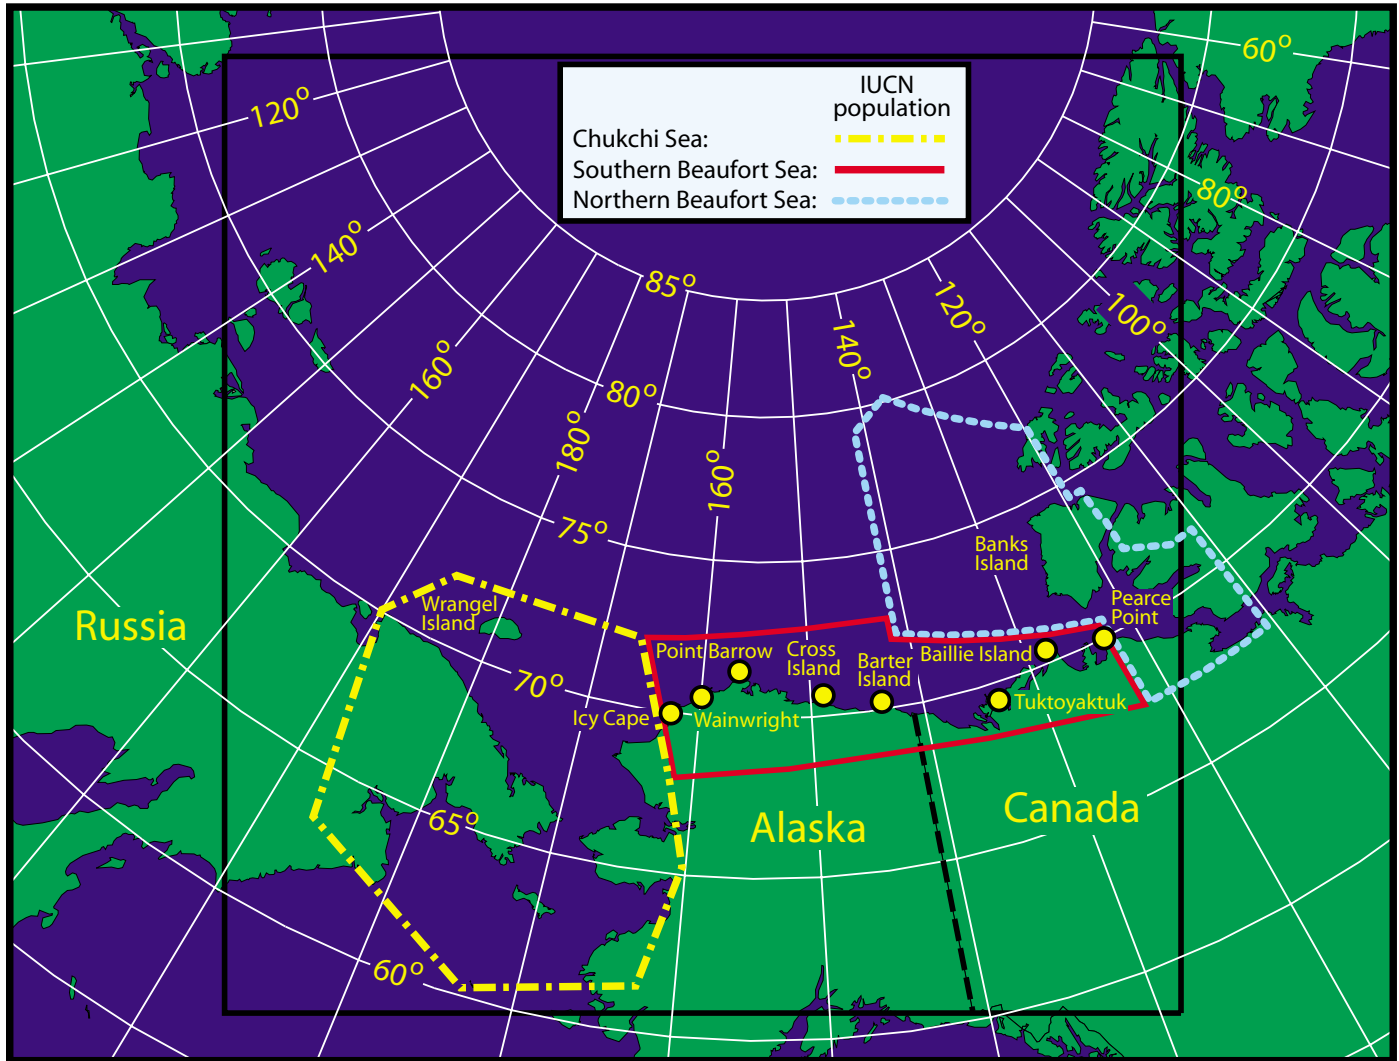 60°
IUCN
population
Chukchi Sea:
Southern Beaufort Sea:
Northern Beaufort Sea:
120°
80°
140°
85°
120°
100°
160°
140°
80°
180°
160°
75°
Banks
Island
Wrangel
Island
Pearce
Point
Russia
Point Barrow
Cross
Island
Barter
Island
Baillie Island
70°
Icy Cape
Wainwright
Tuktoyaktuk
65°
Alaska
Canada
60°